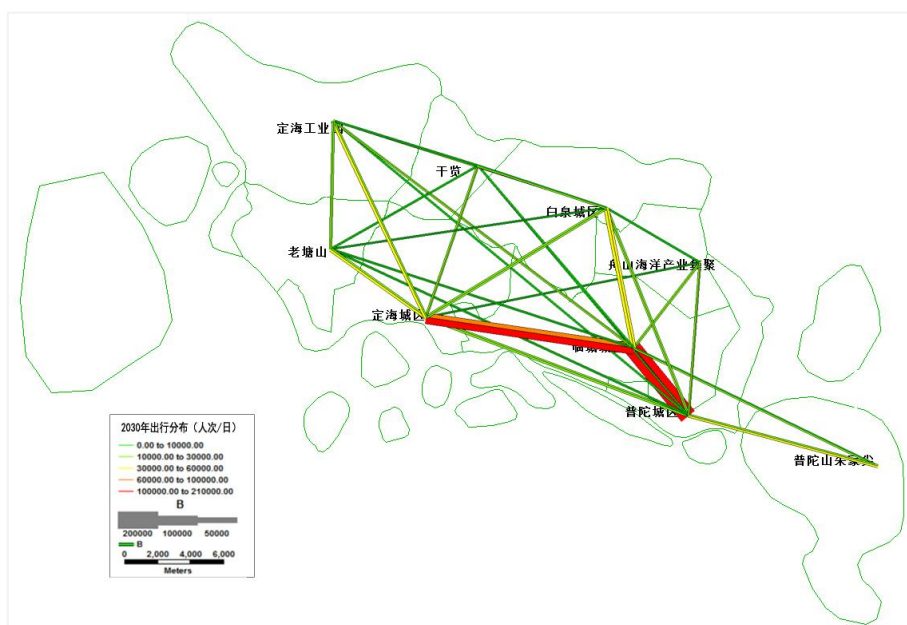 定海工业
干览
白泉城区
舟山海洋产业集聚
老塘山
定海城区
临城新
普陀城区
普陀山朱家尖
2030年出行分布（人次/日）
0.00 to 10000.00
10000.00 to 30000.00
30000.00 to 60000.00
60000.00 to 100000.00
100000.00 to 210000.00
B
200000 100000 50000
B
0 2,000 4,000 6,000
Meters